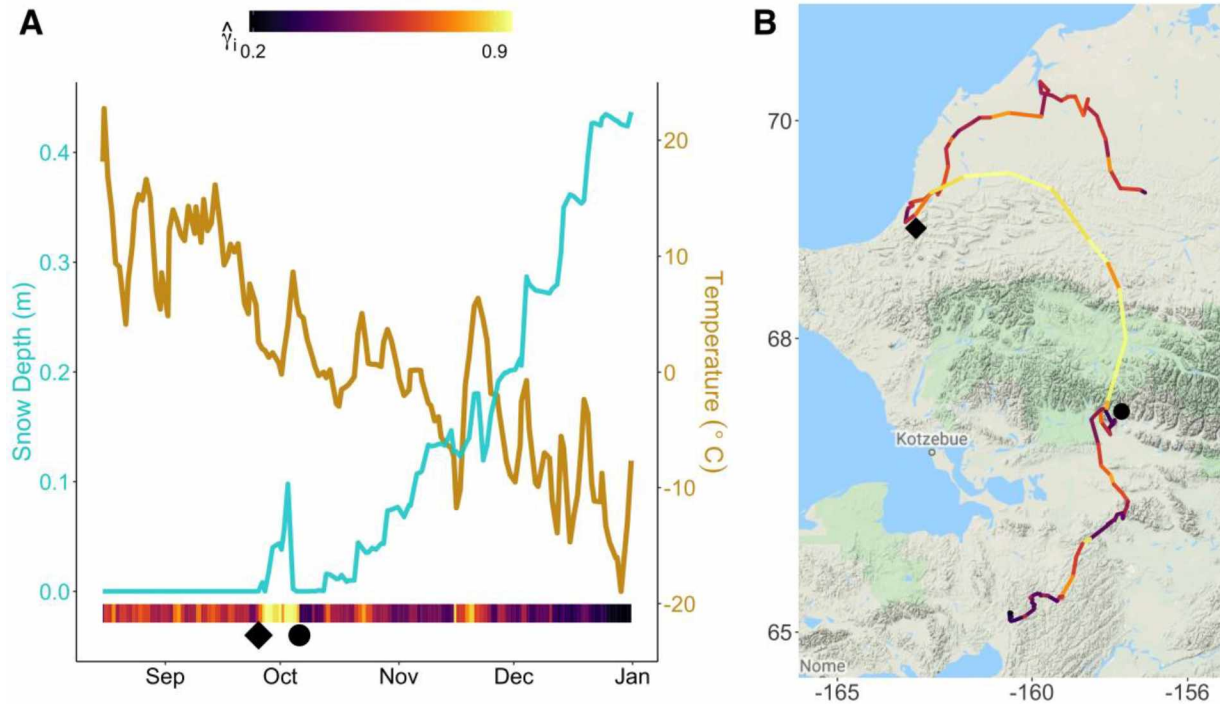 A
γ̂i 0.2 0.9
Snow Depth (m)
0.4
0.3
0.2
0.1
0.0
20
10
0
-10
-20
Temperature (°C)
Sep Oct Nov Dec Jan
B
70
68
65
Kotzebue
Nome
-165 -160 -156